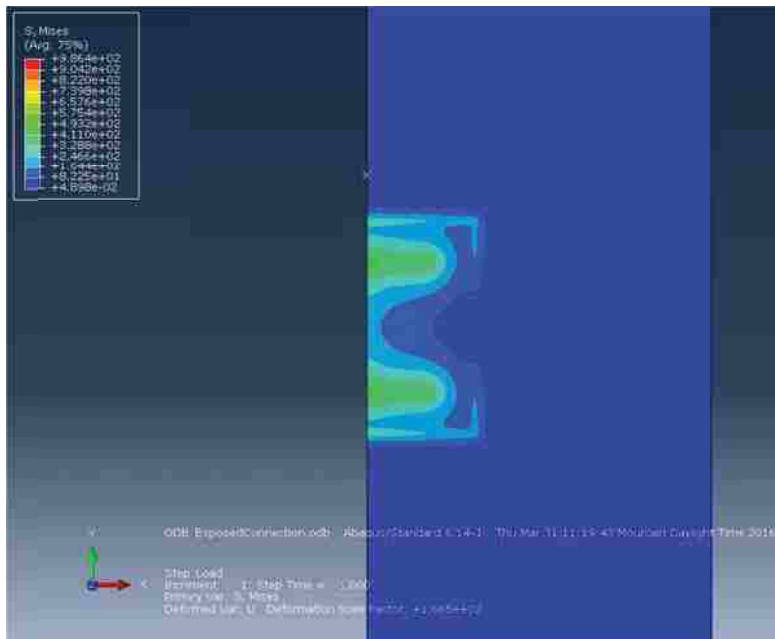 S, Mises
(Avg: 75%)
+9.864e+02
+9.042e+02
+8.220e+02
+7.398e+02
+6.576e+02
+5.754e+02
+4.932e+02
+4.110e+02
+3.288e+02
+2.466e+02
+1.644e+02
+8.225e+01
+4.898e-02
X
Y
ODB: ExposedConnection.odb Abaqus/Standard 6.14-1 Thu Mar 31 11:19:43 Mountain Daylight Time 2016
X
Step: Load
Increment 1: Step Time = 1.000
Primary Var: S, Mises
Deformed Var: U Deformation Scale Factor: